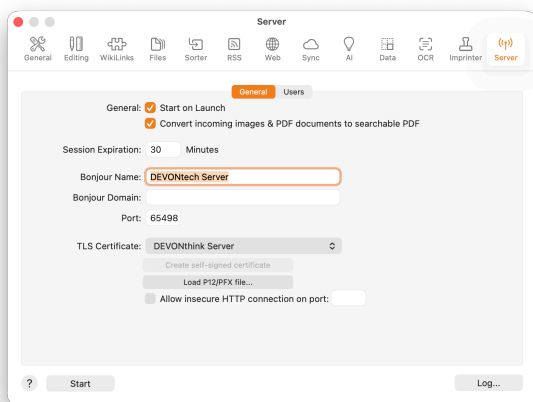 Server
General Editing WikiLinks Files Sorter RSS Web Sync AI Data OCR Imprinter Server
General Users
General: Start on Launch
Convert incoming images & PDF documents to searchable PDF
Session Expiration: 30 Minutes
Bonjour Name: DEVONtech Server
Bonjour Domain:
Port: 65498
TLS Certificate: DEVONthink Server
Create self-signed certificate
Load P12/PFX file...
Allow insecure HTTP connection on port:
? Start Log...